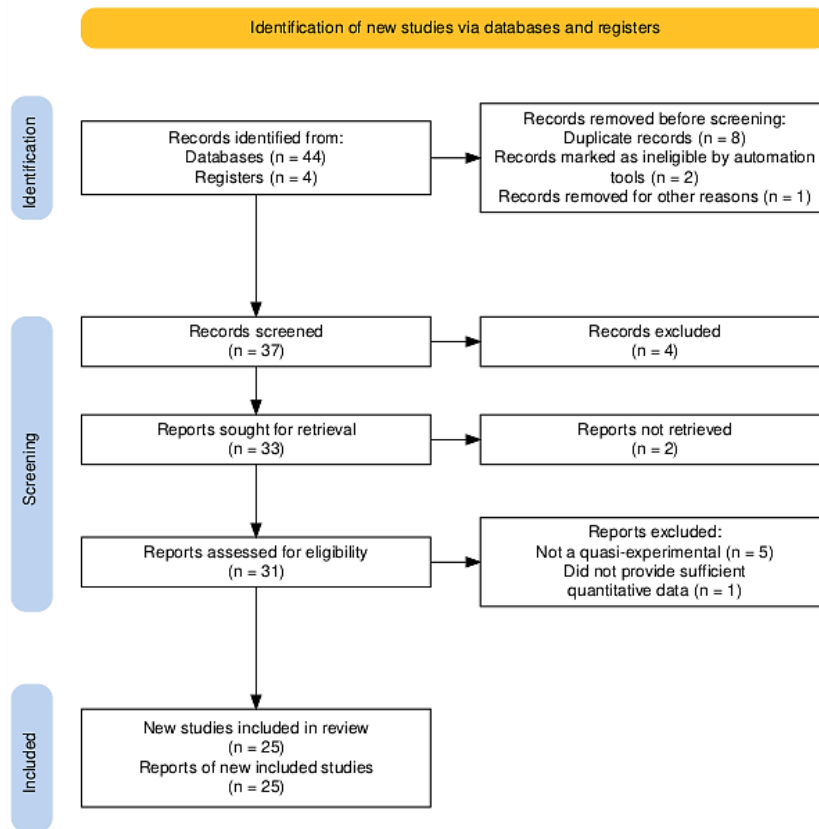 Identification of new studies via databases and registers
Identification
Records identified from:
Databases (n = 44)
Registers (n = 4)
Records removed before screening:
Duplicate records (n = 8)
Records marked as ineligible by automation
tools (n = 2)
Records removed for other reasons (n = 1)
Screening
Records screened
(n = 37)
Records excluded
(n = 4)
Reports sought for retrieval
(n = 33)
Reports not retrieved
(n = 2)
Reports assessed for eligibility
(n = 31)
Reports excluded:
Not a quasi-experimental (n = 5)
Did not provide sufficient
quantitative data (n = 1)
Included
New studies included in review
(n = 25)
Reports of new included studies
(n = 25)